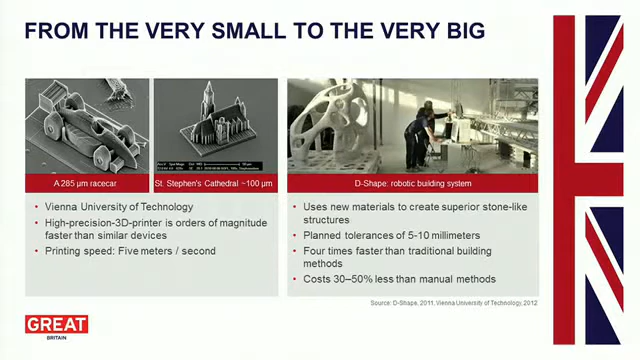 FROM THE VERY SMALL TO THE VERY BIG
A 285 µm racecar
St. Stephen's Cathedral ~100 µm
D-Shape: robotic building system
• Vienna University of Technology
• High-precision-3D-printer is orders of magnitude
faster than similar devices
• Printing speed: Five meters / second
• Uses new materials to create superior stone-like
structures
• Planned tolerances of 5-10 millimeters
• Four times faster than traditional building
methods
• Costs 30–50% less than manual methods
Source: D-Shape, 2011, Vienna University of Technology, 2012
GREAT
BRITAIN